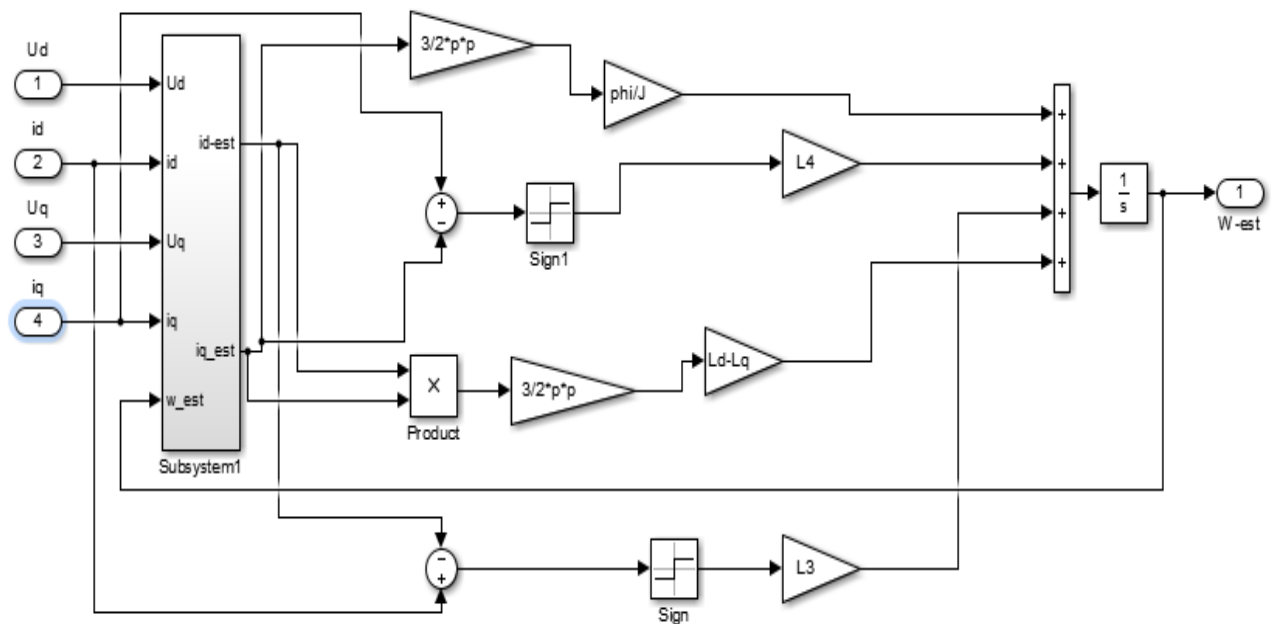 Ud
1
id
2
Uq
3
iq
4
Ud
id
Uq
iq
w_est
id-est
iq_est
Subsystem1
3/2*p*p
phi/J
+
−
Sign1
L4
X
Product
3/2*p*p
Ld-Lq
+
+
+
+
1
s
1
W-est
−
+
Sign
L3